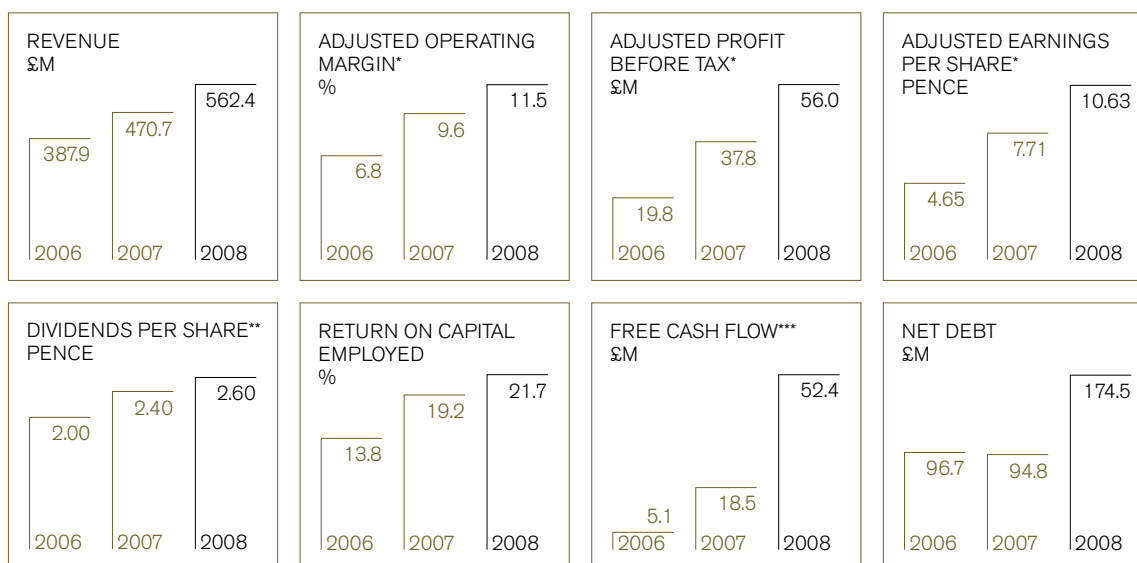 REVENUE
£M
387.9
470.7
562.4
2006
2007
2008
ADJUSTED OPERATING
MARGIN*
%
6.8
9.6
11.5
2006
2007
2008
ADJUSTED PROFIT
BEFORE TAX*
£M
19.8
37.8
56.0
2006
2007
2008
ADJUSTED EARNINGS
PER SHARE*
PENCE
4.65
7.71
10.63
2006
2007
2008
DIVIDENDS PER SHARE**
PENCE
2.00
2.40
2.60
2006
2007
2008
RETURN ON CAPITAL
EMPLOYED
%
13.8
19.2
21.7
2006
2007
2008
FREE CASH FLOW***
£M
5.1
18.5
52.4
2006
2007
2008
NET DEBT
£M
96.7
94.8
174.5
2006
2007
2008